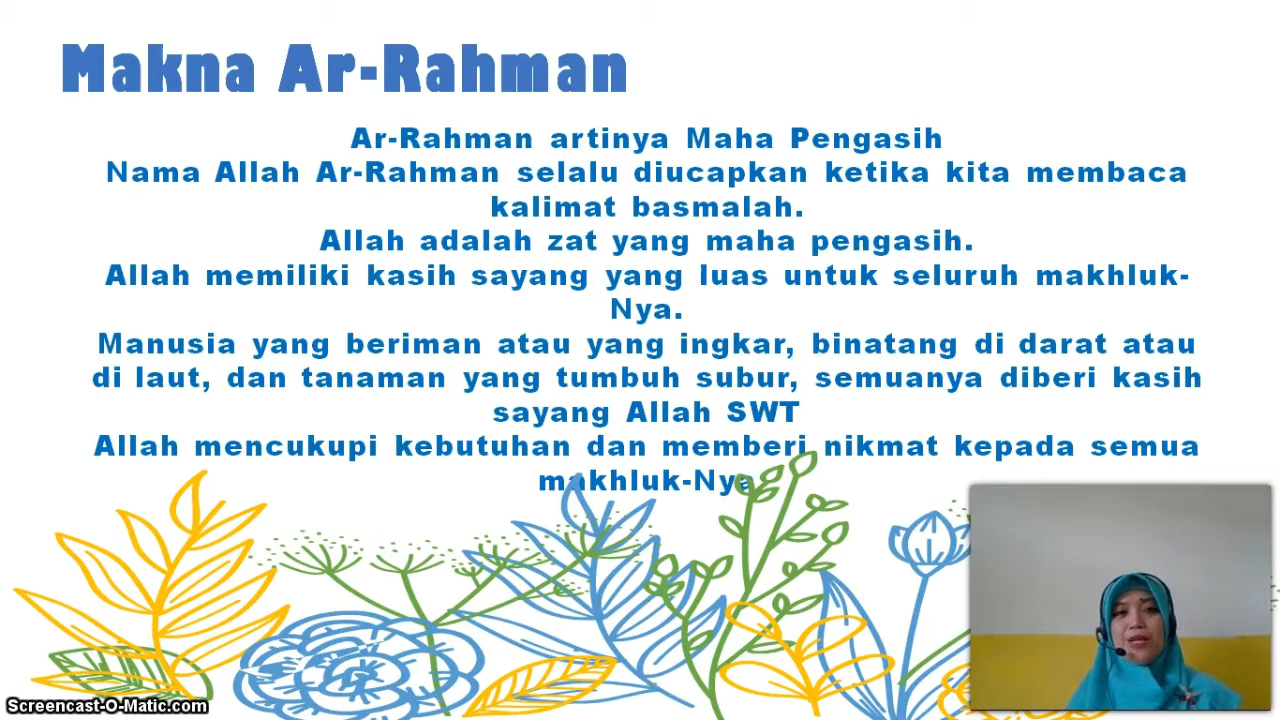 Makna Ar-Rahman
Ar-Rahman artinya Maha Pengasih
Nama Allah Ar-Rahman selalu diucapkan ketika kita membaca
kalimat basmalah.
Allah adalah zat yang maha pengasih.
Allah memiliki kasih sayang yang luas untuk seluruh makhluk-
Nya.
Manusia yang beriman atau yang ingkar, binatang di darat atau
di laut, dan tanaman yang tumbuh subur, semuanya diberi kasih
sayang Allah SWT
Allah mencukupi kebutuhan dan memberi nikmat kepada semua
makhluk-Nya
Screencast-O-Matic.com